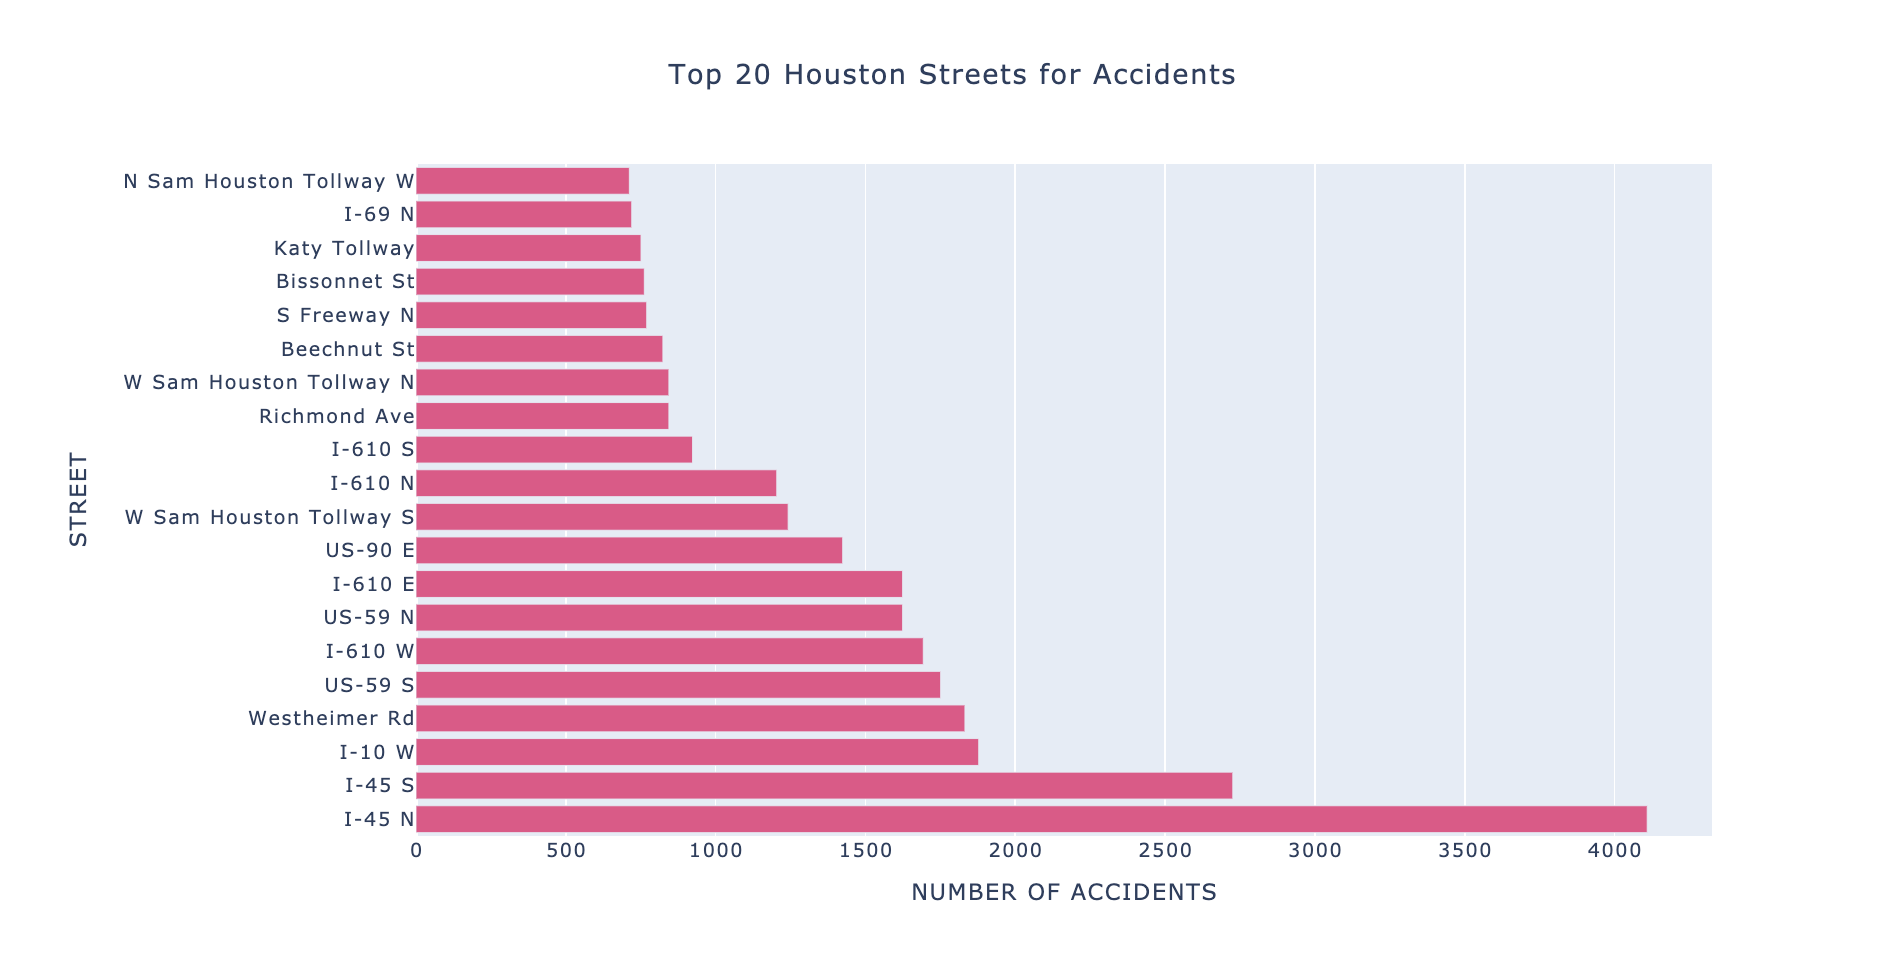 Top 20 Houston Streets for Accidents
STREET
N Sam Houston Tollway W
I-69 N
Katy Tollway
Bissonnet St
S Freeway N
Beechnut St
W Sam Houston Tollway N
Richmond Ave
I-610 S
I-610 N
W Sam Houston Tollway S
US-90 E
I-610 E
US-59 N
I-610 W
US-59 S
Westheimer Rd
I-10 W
I-45 S
I-45 N
0 500 1000 1500 2000 2500 3000 3500 4000
NUMBER OF ACCIDENTS